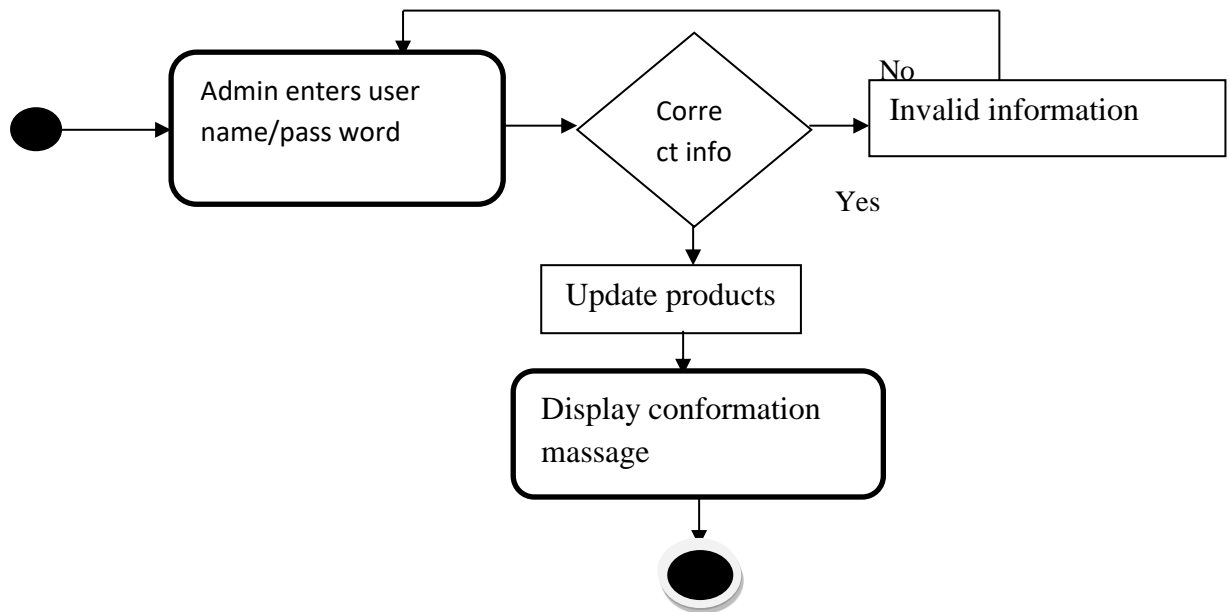 Admin enters user
name/pass word
Corre
ct info
No
Invalid information
Yes
Update products
Display conformation
massage